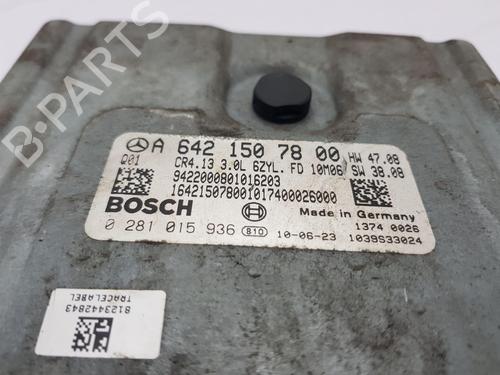 A 642 150 78 00 HW 47.08
Q01 CR4.13 3.0L 6ZYL. FD 10M06 SW 38.08
9422000801016203
16421507800101740002600
BOSCH Made in Germany
0 281 015 936 B10 10-06-23 1374 0026
1039S33024
8123442843
TRACELABEL
B-PARTS